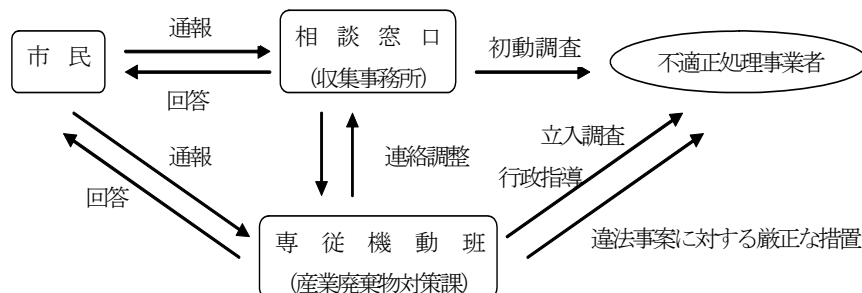 通報
市 民
相 談 窓 口
(収集事務所)
初動調査
不適正処理事業者
回答
通報
回答
連絡調整
立入調査
行政指導
専 従 機 動 班
(産業廃棄物対策課)
違法事案に対する厳正な措置